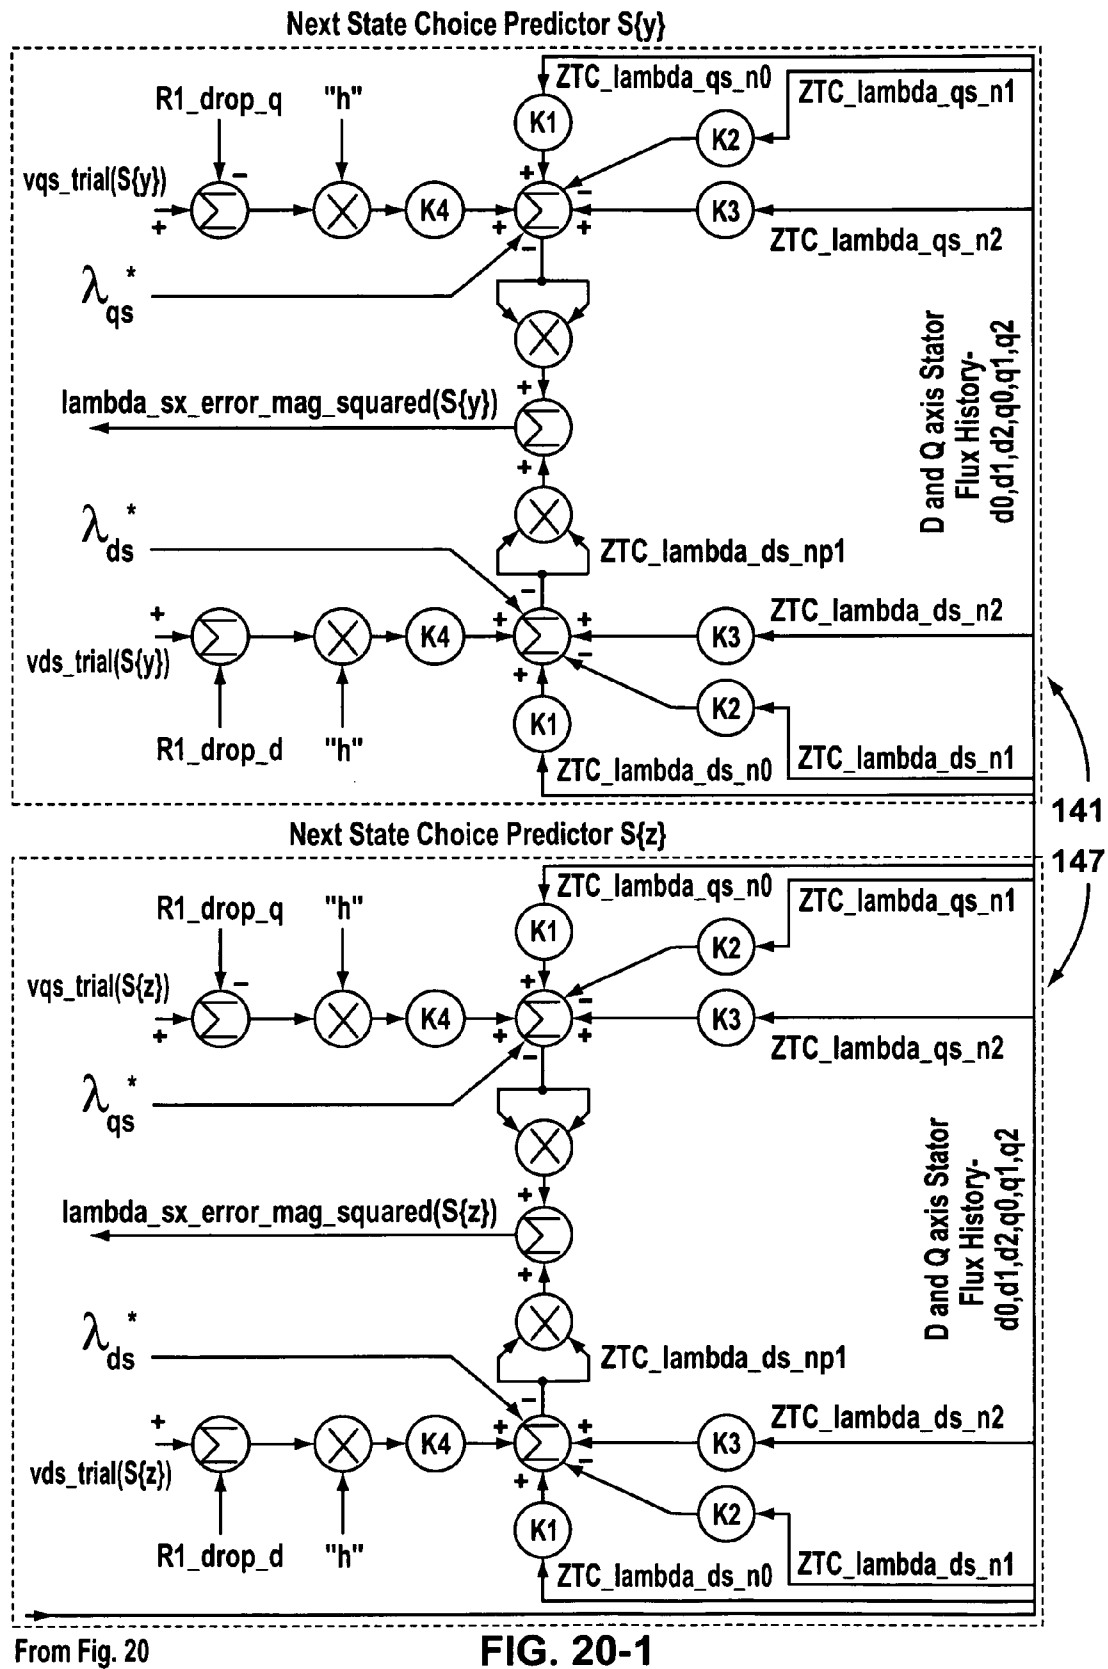 Next State Choice Predictor S{y}
ZTC_lambda_qs_n0
ZTC_lambda_qs_n1
R1_drop_q
"h"
K1
K2
vqs_trial(S{y})
−
+
−
+
Σ
K4
+
Σ
+
K3
ZTC_lambda_qs_n2
λqs*
−
D and Q axis Stator
Flux History-
d0,d1,d2,q0,q1,q2
+
lambda_sx_error_mag_squared(S{y})
Σ
+
λds*
ZTC_lambda_ds_np1
−
+
+
+
ZTC_lambda_ds_n2
Σ
K4
Σ
K3
vds_trial(S{y})
−
+
K2
K1
R1_drop_d
"h"
ZTC_lambda_ds_n1
ZTC_lambda_ds_n0
141
Next State Choice Predictor S{z}
147
ZTC_lambda_qs_n0
ZTC_lambda_qs_n1
R1_drop_q
"h"
K1
K2
vqs_trial(S{z})
−
+
−
+
Σ
K4
+
Σ
+
K3
ZTC_lambda_qs_n2
λqs*
−
D and Q axis Stator
Flux History-
d0,d1,d2,q0,q1,q2
+
lambda_sx_error_mag_squared(S{z})
Σ
+
λds*
ZTC_lambda_ds_np1
−
+
+
+
ZTC_lambda_ds_n2
Σ
K4
Σ
K3
vds_trial(S{z})
−
+
K2
K1
R1_drop_d
"h"
ZTC_lambda_ds_n1
ZTC_lambda_ds_n0
From Fig. 20
FIG. 20-1